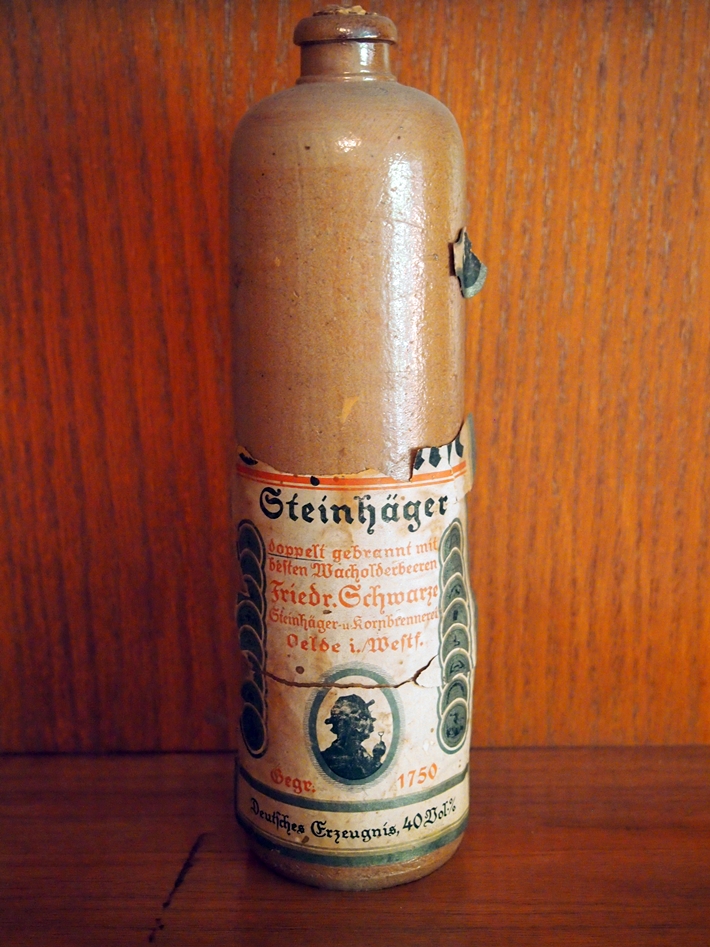 Steinhäger
doppelt gebrannt mit
besten Wacholderbeeren
Friedr. Schwarze
Steinhäger-u. Kornbrennerei
Oelde i./Westf.
Gegr. 1750
Deutsches Erzeugnis, 40 Vol.%